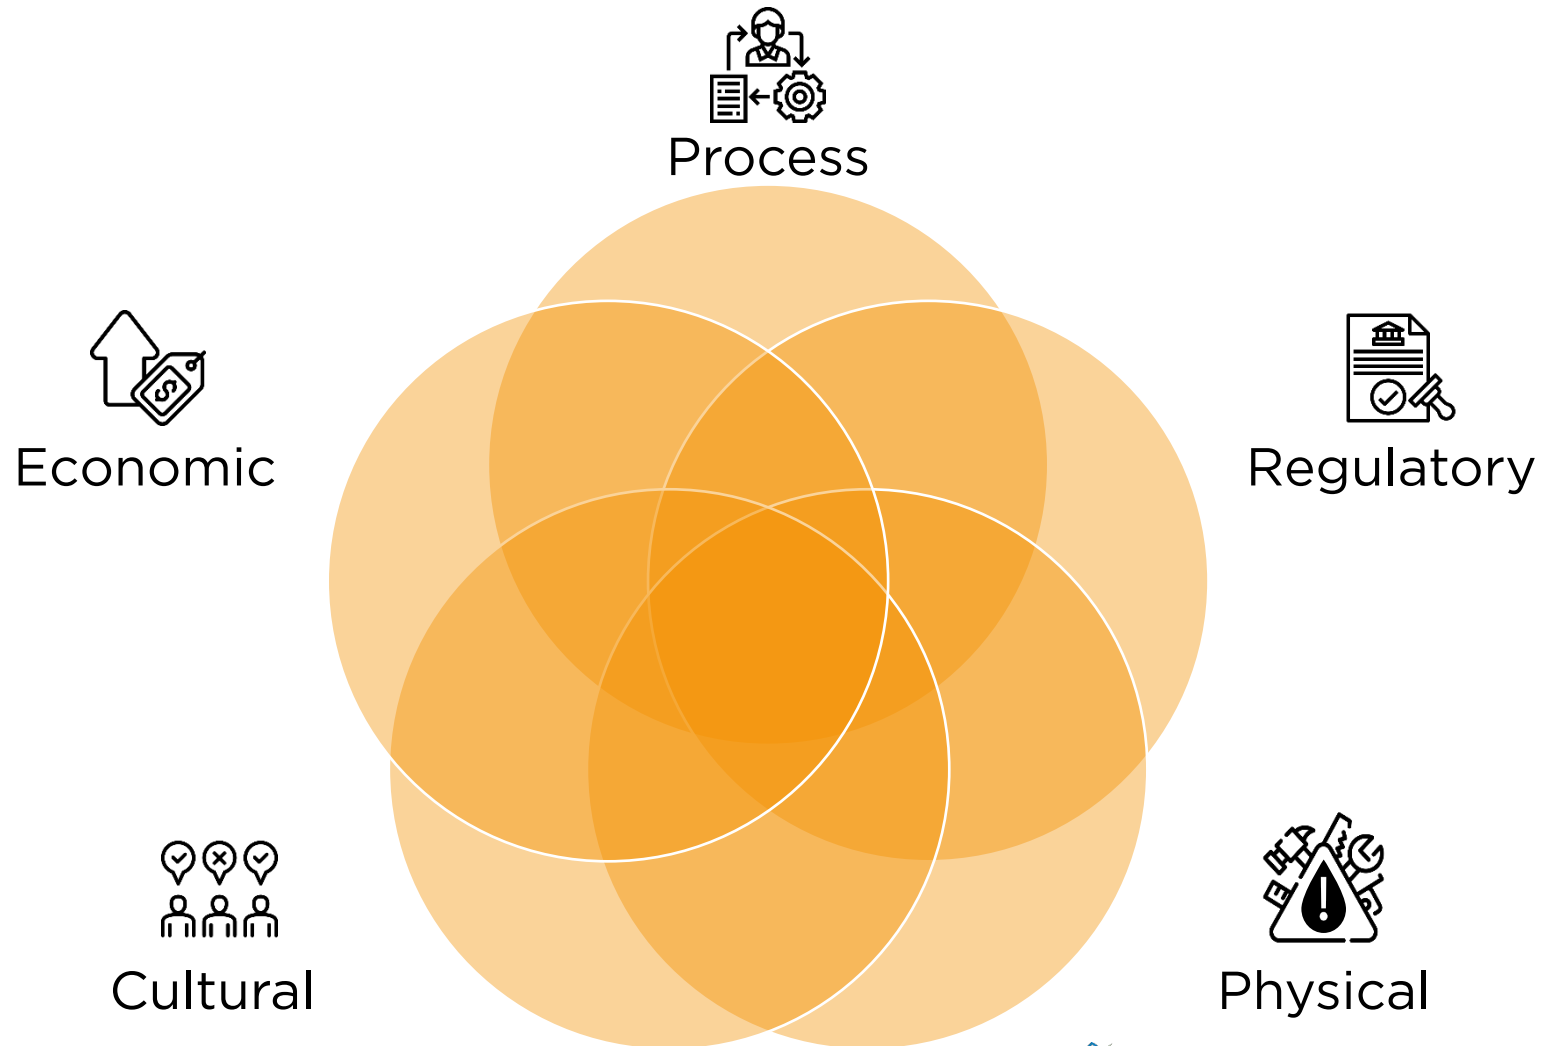 Process
Economic
Regulatory
Cultural
Physical